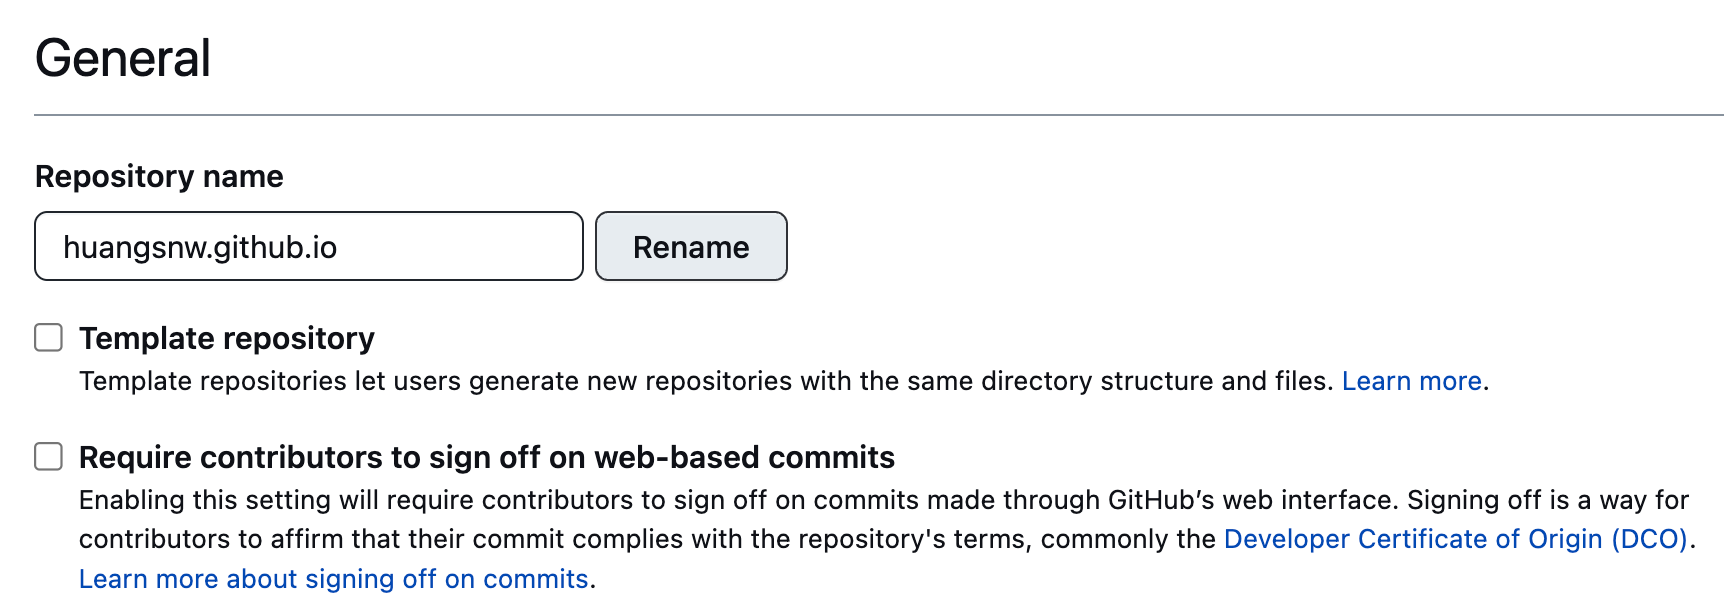 General
Repository name
huangsnw.github.io
Rename
Template repository
Template repositories let users generate new repositories with the same directory structure and files. Learn more.
Require contributors to sign off on web-based commits
Enabling this setting will require contributors to sign off on commits made through GitHub’s web interface. Signing off is a way for
contributors to affirm that their commit complies with the repository's terms, commonly the Developer Certificate of Origin (DCO).
Learn more about signing off on commits.